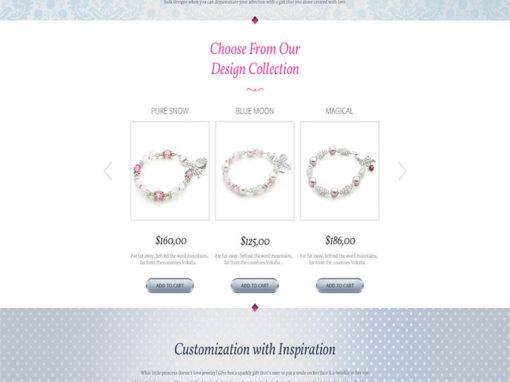 bulk designs when you can demonstrate your affection with a gift that you alone created with love.
Choose From Our
Design Collection
PURE SNOW
BLUE MOON
MAGICAL
$160,00
$125,00
$186,00
Far far away, behind the word mountains,
far from the countries Vokalia..
Far far away, behind the word mountains,
far from the countries Vokalia..
Far far away, behind the word mountains,
far from the countries Vokalia..
ADD TO CART
ADD TO CART
ADD TO CART
Customization with Inspiration
What little princess doesn't love jewelry? Give her a sparkly gift that's sure to put a smile on her face & a twinkle in her eye.